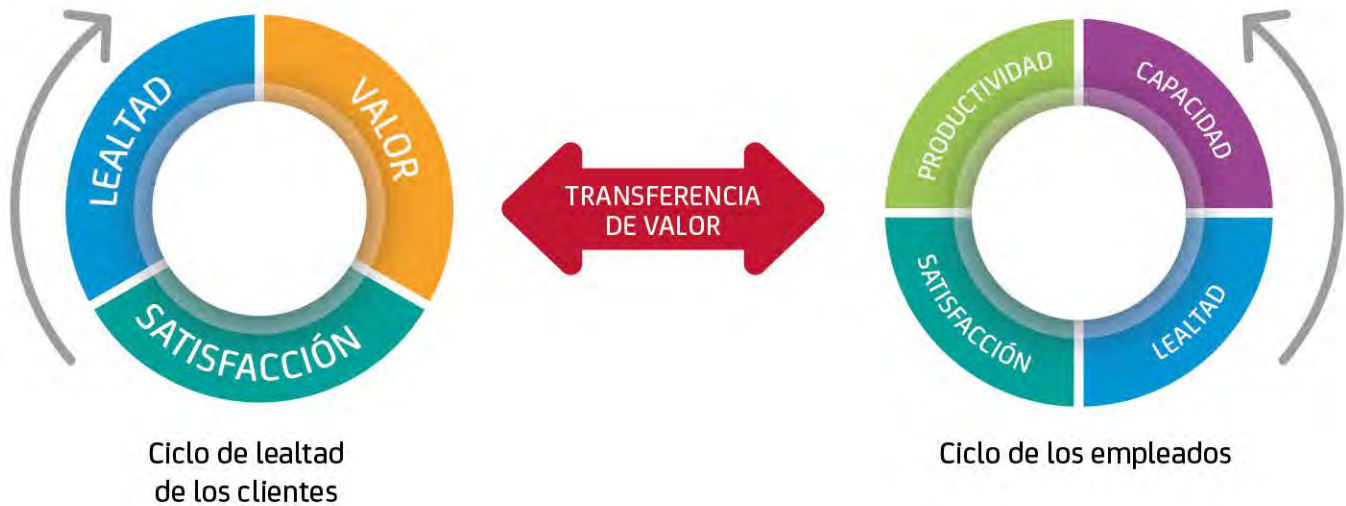 LEALTAD
VALOR
SATISFACCIÓN
Ciclo de lealtad
de los clientes
TRANSFERENCIA
DE VALOR
PRODUCTIVIDAD
CAPACIDAD
SATISFACCIÓN
LEALTAD
Ciclo de los empleados